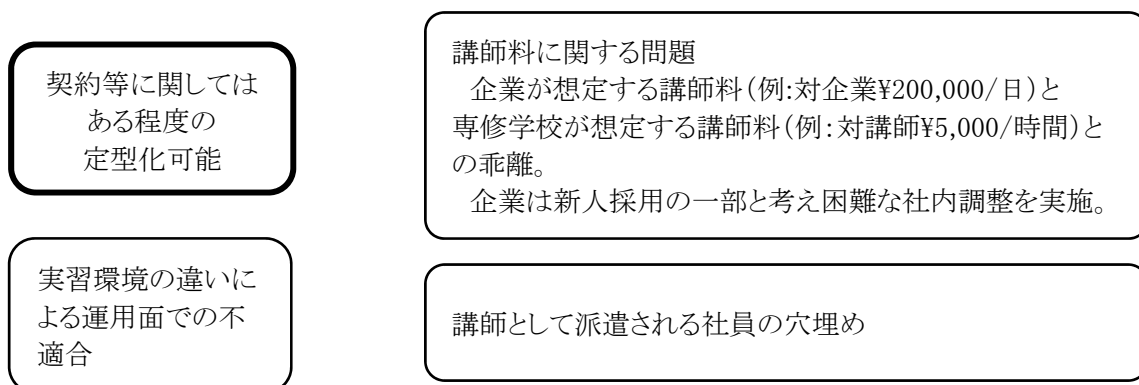 契約等に関しては
ある程度の
定型化可能
講師料に関する問題
企業が想定する講師料(例:対企業¥200,000/日)と
専修学校が想定する講師料(例:対講師¥5,000/時間)と
の乖離。
企業は新人採用の一部と考え困難な社内調整を実施。
実習環境の違いに
よる運用面での不
適合
講師として派遣される社員の穴埋め